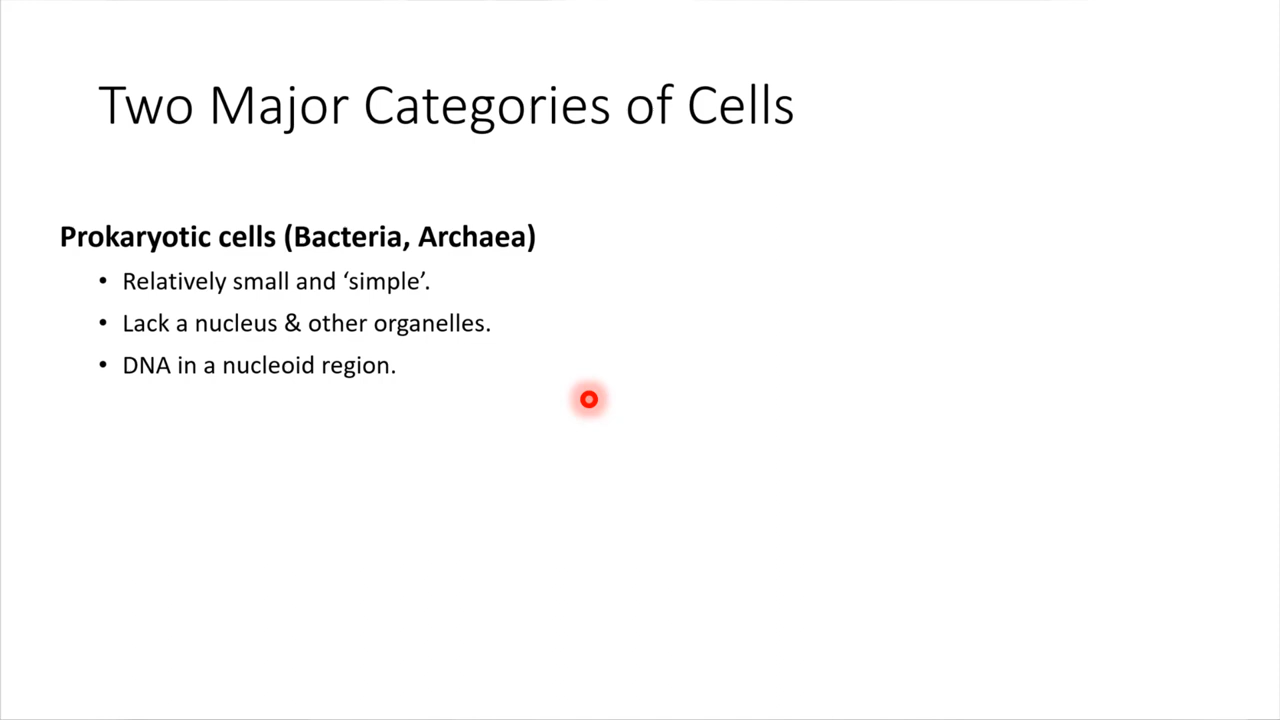 Two Major Categories of Cells
Prokaryotic cells (Bacteria, Archaea)
• Relatively small and ‘simple’.
• Lack a nucleus & other organelles.
• DNA in a nucleoid region.